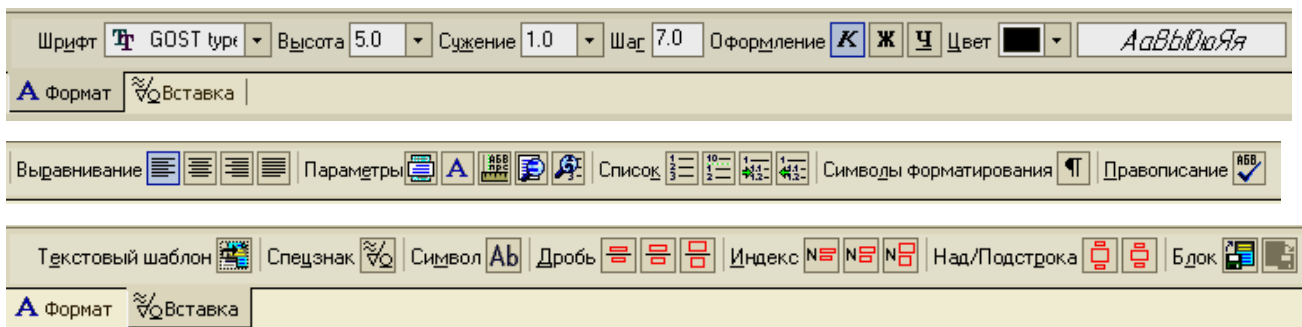 Шрифт GOST type Высота 5.0 Сужение 1.0 Шаг 7.0 Оформление К Ж Ч Цвет АаВbЮюЯя
А Формат Вставка
Выравнивание Параметры А Список Символы форматирования ¶ Правописание
Текстовый шаблон Спецзнак Символ Ab Дробь Индекс N N N Над/Подстрока Блок
А Формат Вставка